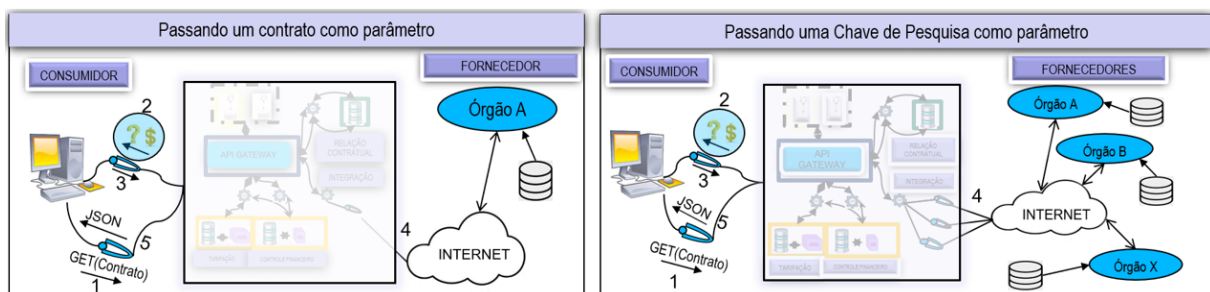 Passando um contrato como parâmetro
CONSUMIDOR
FORNECEDOR
2
? $
3
JSON
5
GET(Contrato)
1
API GATEWAY
RELAÇÃO
CONTRATUAL
INTEGRAÇÃO
TARIFAÇÃO
CONTROLE FINANCEIRO
4
Órgão A
INTERNET
Passando uma Chave de Pesquisa como parâmetro
CONSUMIDOR
FORNECEDORES
2
? $
3
JSON
5
GET(Contrato)
1
API
GATEWAY
RELAÇÃO
CONTRATUAL
INTEGRAÇÃO
TARIFAÇÃO
CONTROLE FINANCEIRO
4
Órgão A
Órgão B
INTERNET
Órgão X